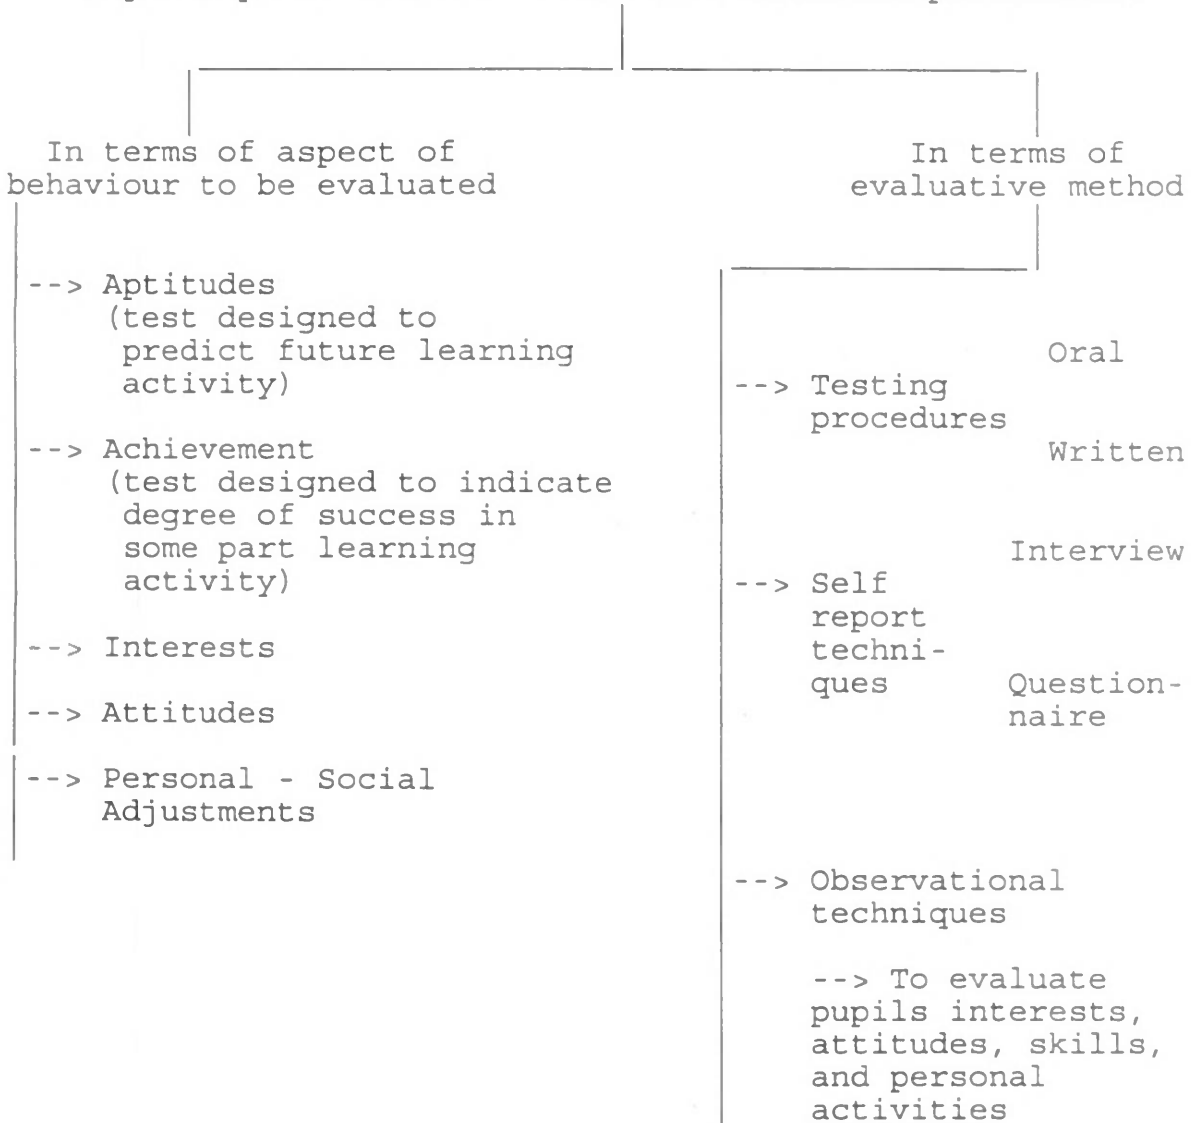 In terms of aspect of
behaviour to be evaluated
--> Aptitudes
(test designed to
predict future learning
activity)
--> Achievement
(test designed to indicate
degree of success in
some part learning
activity)
--> Interests
--> Attitudes
--> Personal - Social
Adjustments
In terms of
evaluative method
Oral
--> Testing
procedures
Written
Interview
--> Self
report
techni-
ques
Question-
naire
--> Observational
techniques
--> To evaluate
pupils interests,
attitudes, skills,
and personal
activities